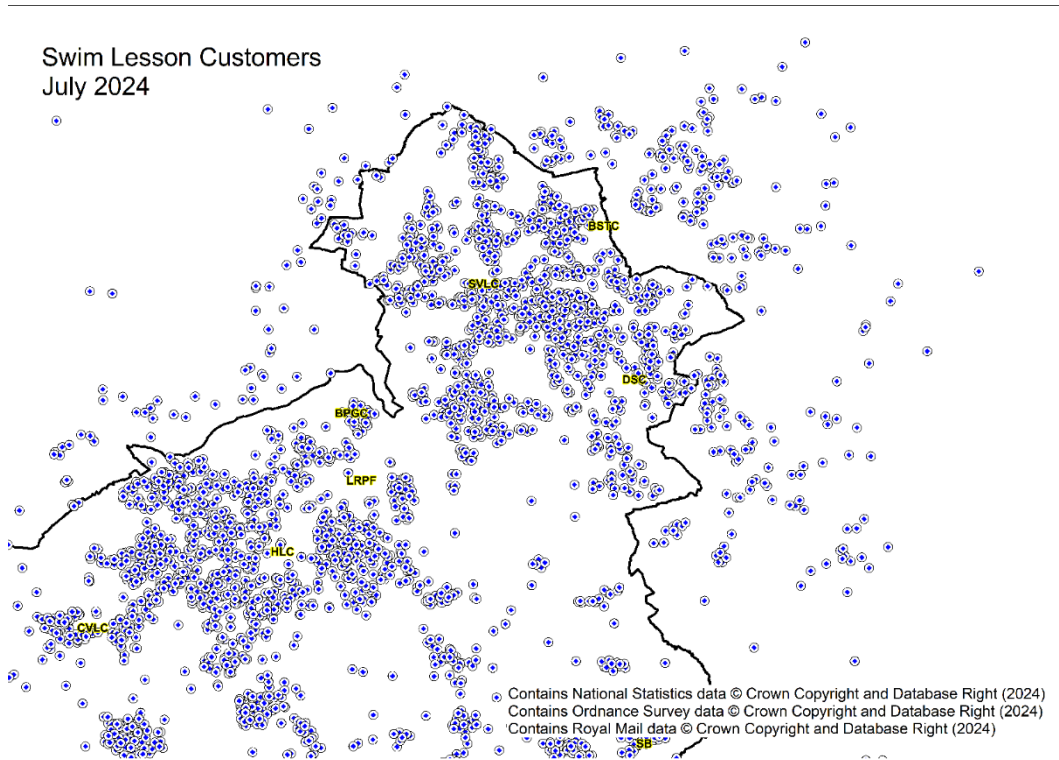 Swim Lesson Customers
July 2024
BSTC
SVLC
DSC
BPGC
LRPF
HLC
CVLC
Contains National Statistics data © Crown Copyright and Database Right (2024)
Contains Ordnance Survey data © Crown Copyright and Database Right (2024)
Contains Royal Mail data © Crown Copyright and Database Right (2024)
SB